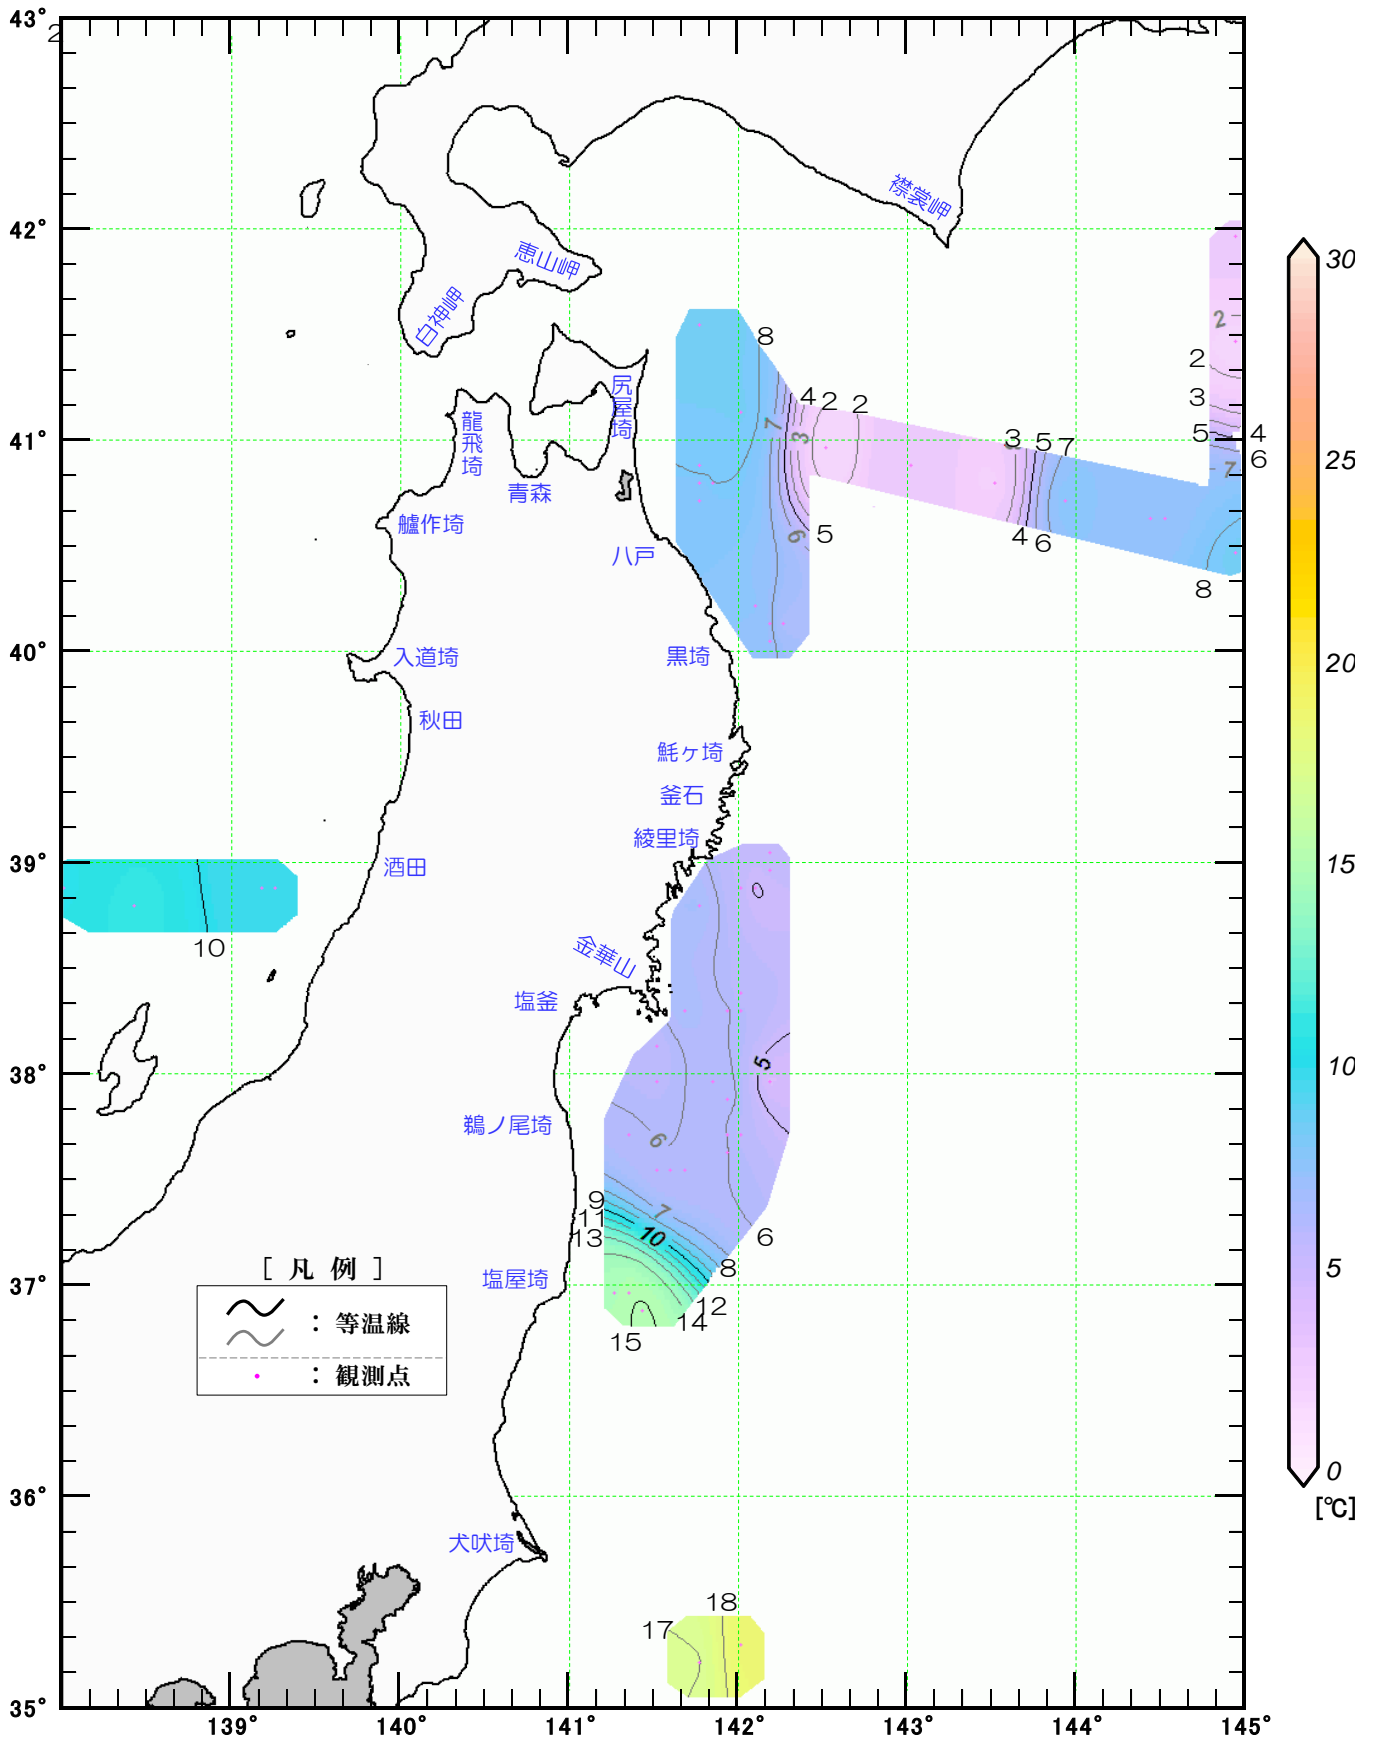 43°
2
襟裳岬
42°
恵山岬
白神岬
30
2
8
2
尻屋埼
3
4
2
2
龍飛埼
7
3
3
5
7
5
4
41°
6
7
25
青森
艫作埼
6
5
4
6
八戸
8
40°
入道埼
黒埼
20
秋田
魹ヶ埼
釜石
綾里埼
39°
酒田
15
10
金華山
塩釜
38°
5
10
鵜ノ尾埼
6
9
7
11
10
13
6
8
5
37°
塩屋埼
[ 凡 例 ]
12
14
15
：等温線
：観測点
0
[℃]
36°
犬吠埼
18
17
35°
139°
140°
141°
142°
143°
144°
145°